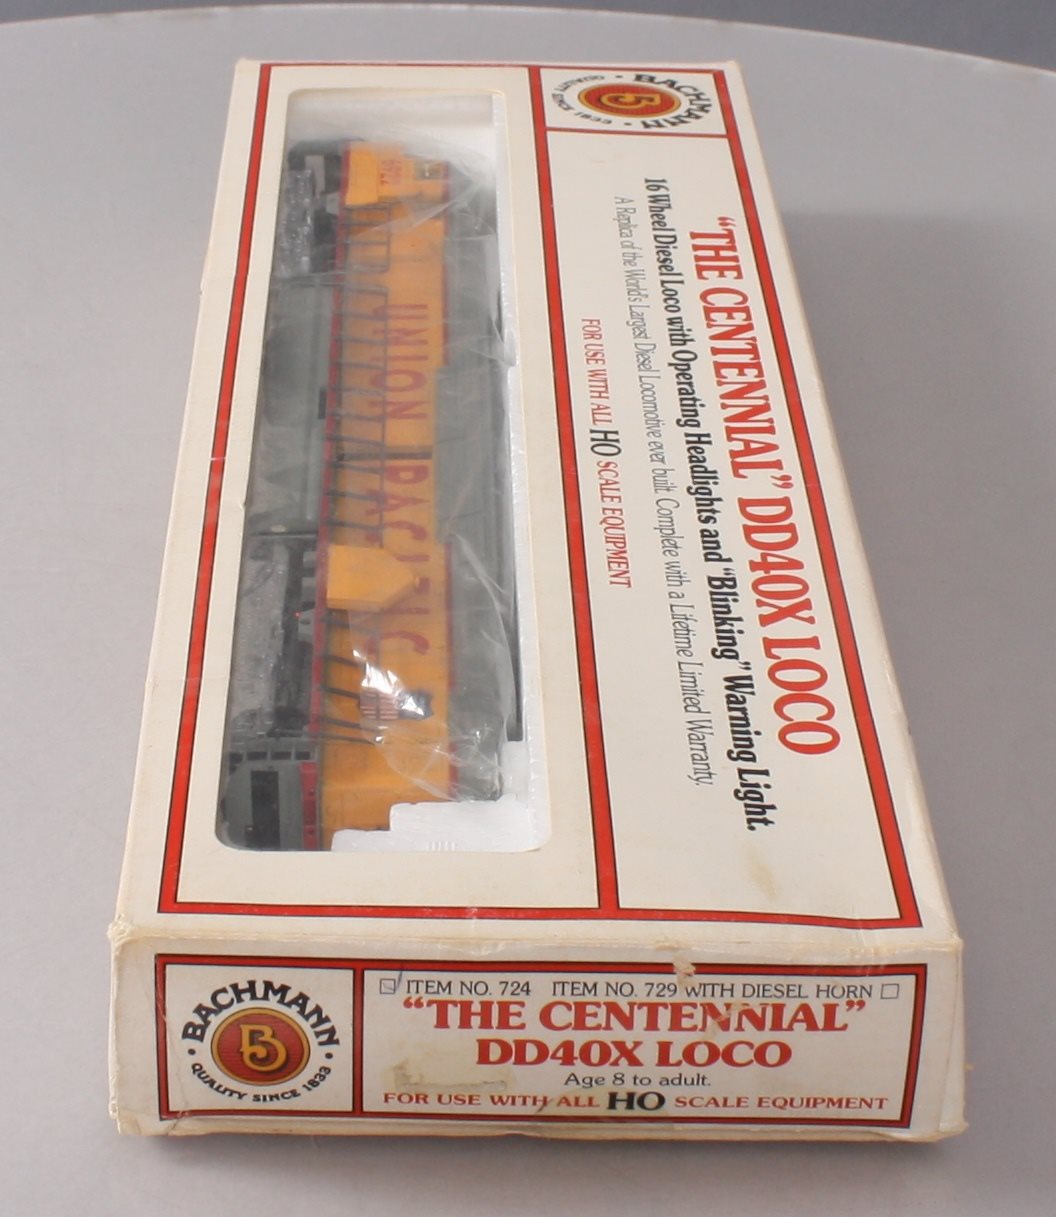 BACHMANN
QUALITY SINCE 1833
"THE CENTENNIAL" DD40X LOCO
16 Wheel Diesel Loco with Operating Headlights and "Blinking" Warning Light.
A Replica of the World's Largest Diesel Locomotive ever built. Complete with a Lifetime Limited Warranty.
FOR USE WITH ALL HO SCALE EQUIPMENT
UNION PACIFIC
BACHMANN
QUALITY SINCE 1833
ITEM NO. 724 ITEM NO. 729 WITH DIESEL HORN
"THE CENTENNIAL"
DD40X LOCO
Age 8 to adult.
FOR USE WITH ALL HO SCALE EQUIPMENT